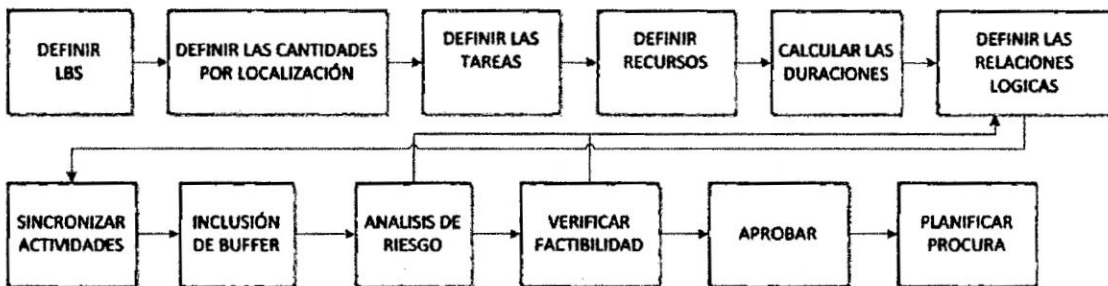 DEFINIR
LBS
DEFINIR LAS CANTIDADES
POR LOCALIZACIÓN
DEFINIR LAS
TAREAS
DEFINIR
RECURSOS
CALCULAR LAS
DURACIONES
DEFINIR LAS
RELACIONES
LOGICAS
SINCRONIZAR
ACTIVIDADES
INCLUSIÓN
DE BUFFER
ANALISIS DE
RIESGO
VERIFICAR
FACTIBILIDAD
APROBAR
PLANIFICAR
PROCURA